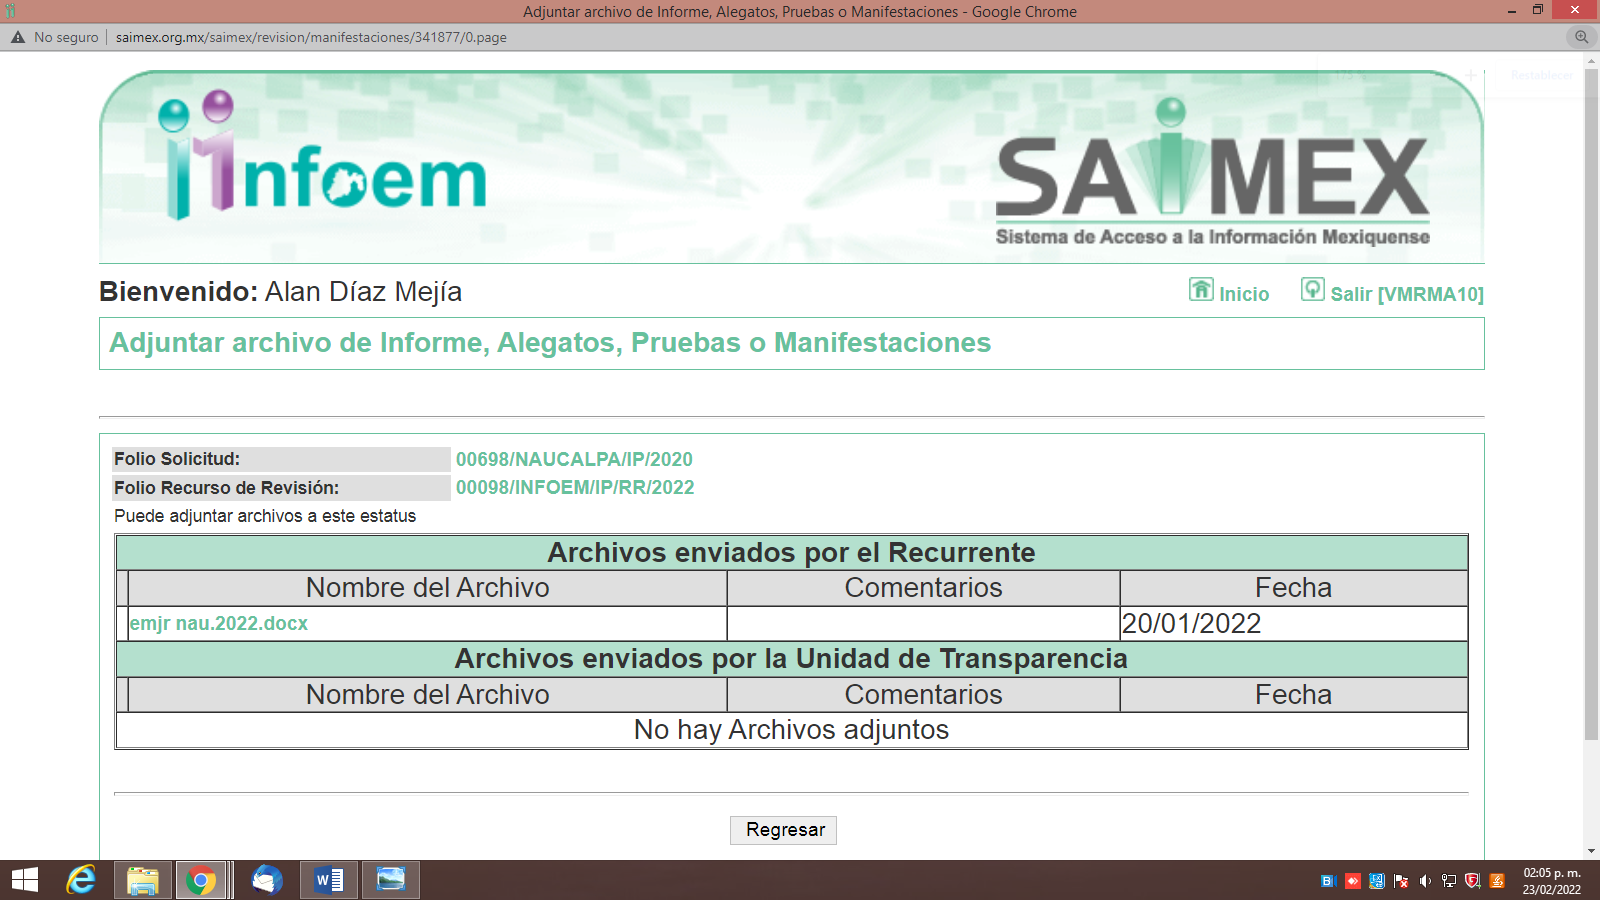 Adjuntar archivo de Informe, Alegatos, Pruebas o Manifestaciones - Google Chrome
No seguro | saimex.org.mx/saimex/revision/manifestaciones/341877/0.page
Restablecer
infoem
SAIMEX
Sistema de Acceso a la Información Mexiquense
Bienvenido: Alan Díaz Mejía
Inicio
Salir [VMRMA10]
Adjuntar archivo de Informe, Alegatos, Pruebas o Manifestaciones
Folio Solicitud: 00698/NAUCALPA/IP/2020
Folio Recurso de Revisión: 00098/INFOEM/IP/RR/2022
Puede adjuntar archivos a este estatus
Archivos enviados por el Recurrente
Nombre del Archivo Comentarios Fecha
emjr nau.2022.docx 20/01/2022
Archivos enviados por la Unidad de Transparencia
Nombre del Archivo Comentarios Fecha
No hay Archivos adjuntos
Regresar
02:05 p. m.
23/02/2022